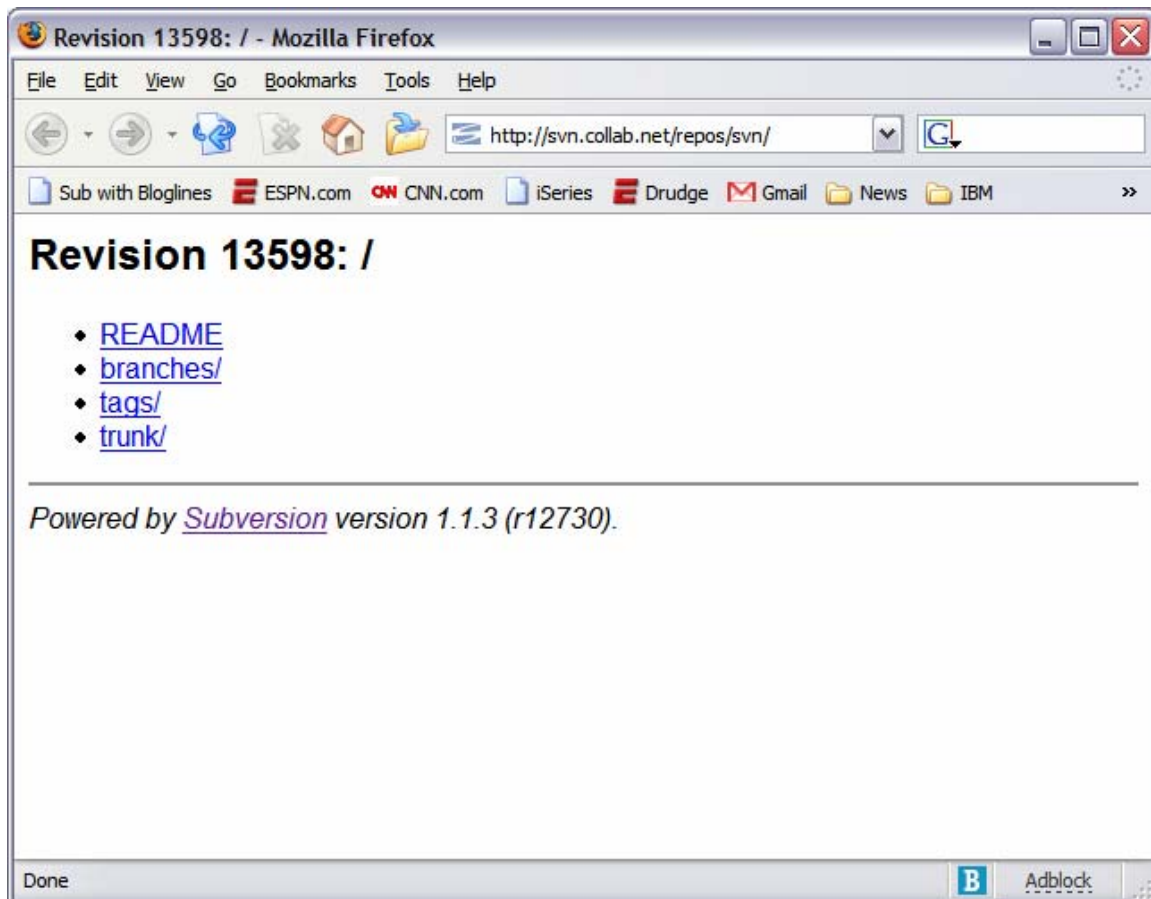 Revision 13598: / - Mozilla Firefox
File Edit View Go Bookmarks Tools Help
http://svn.collab.net/repos/svn/ G
Sub with Bloglines ESPN.com CNN CNN.com iSeries Drudge Gmail News IBM »
Revision 13598: /
• README
• branches/
• tags/
• trunk/
Powered by Subversion version 1.1.3 (r12730).
Done B Adblock